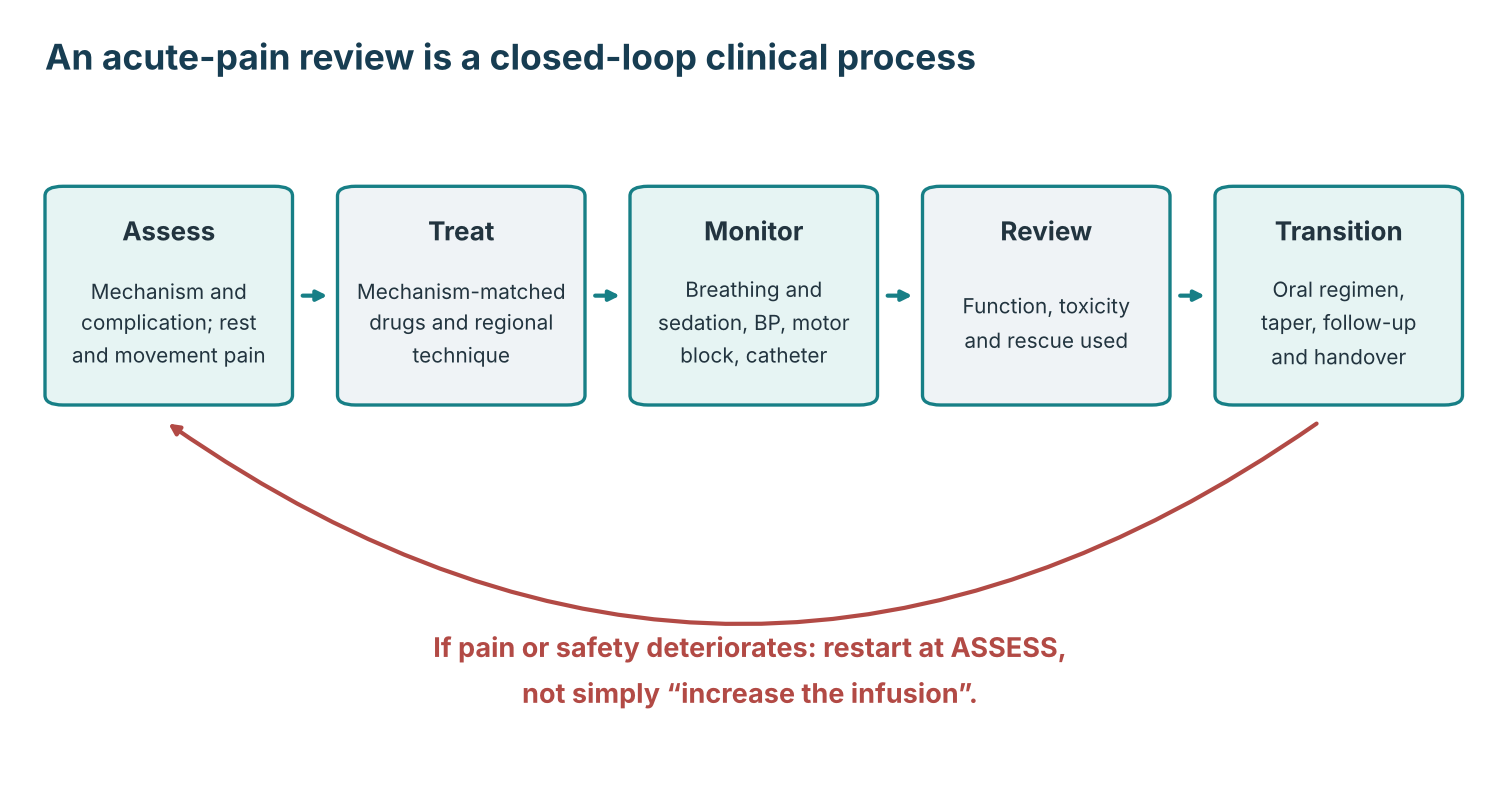 An acute-pain review is a closed-loop clinical process
Assess
Mechanism and
complication; rest
and movement pain
Treat
Mechanism-matched
drugs and regional
technique
Monitor
Breathing and
sedation, BP, motor
block, catheter
Review
Function, toxicity
and rescue used
Transition
Oral regimen,
taper, follow-up
and handover
If pain or safety deteriorates: restart at ASSESS,
not simply “increase the infusion”.